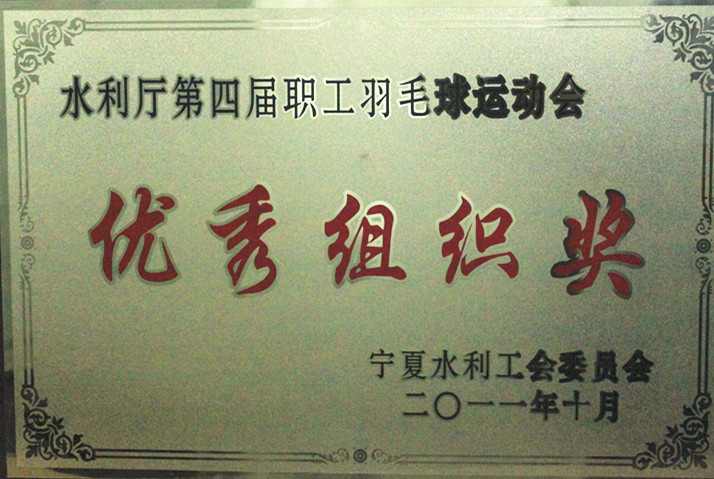 水利厅第四届职工羽毛球运动会
优秀组织奖
宁夏水利工会委员会
二〇一一年十月